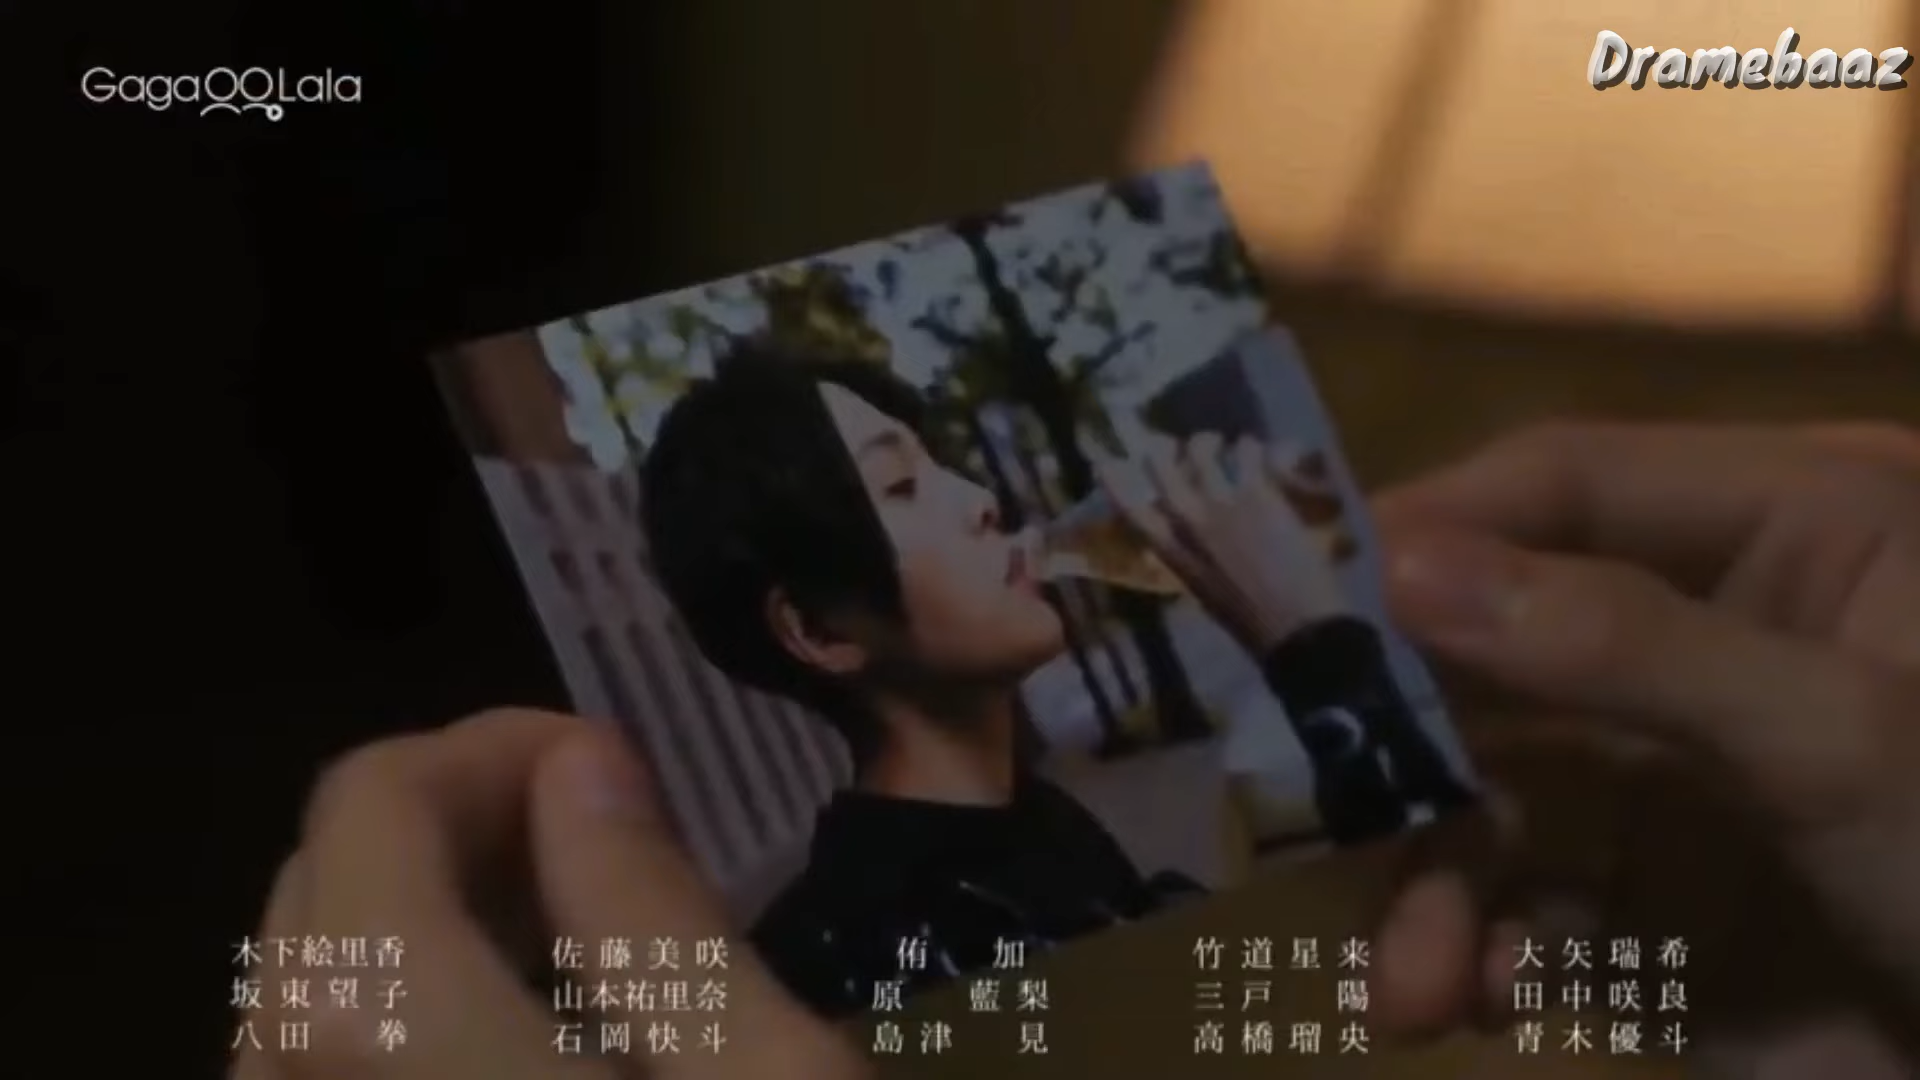 GagaOOLala
Dramebaaz
木下絵里香 佐藤美咲 侑加 竹道星来 大矢瑞希
坂東望子 山本祐里奈 原藍梨 三戸陽 田中咲良
八田拳 石岡快斗 島津見 高橋瑠央 青木優斗